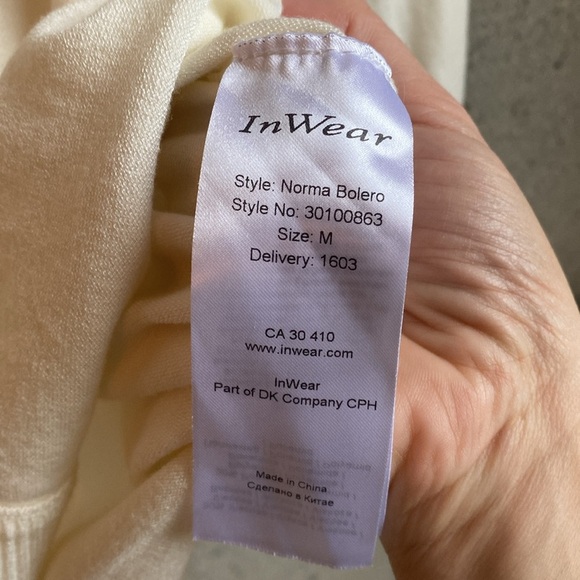 InWear
Style: Norma Bolero
Style No: 30100863
Size: M
Delivery: 1603
CA 30 410
www.inwear.com
InWear
Part of DK Company CPH
Made in China
Сделано в Китае